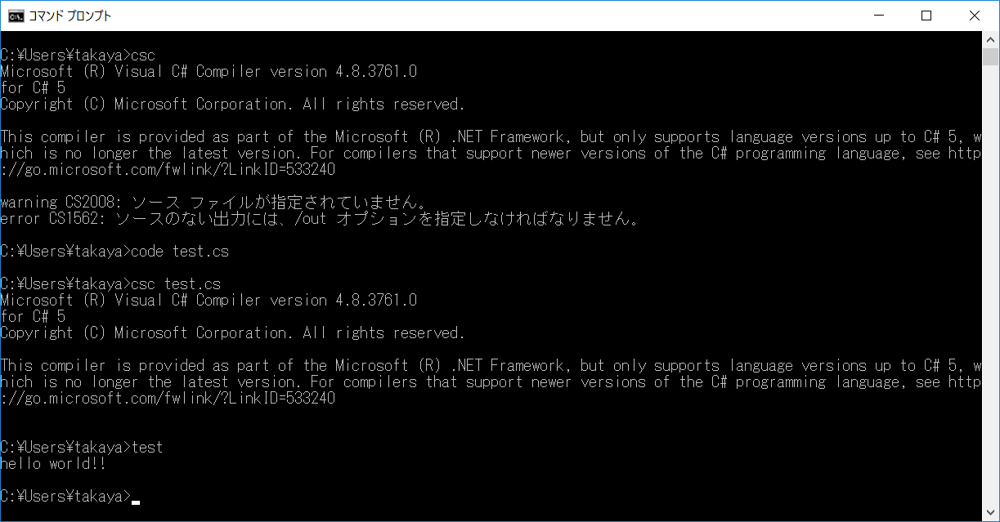 コマンド プロンプト
C:¥Users¥takaya>csc
Microsoft (R) Visual C# Compiler version 4.8.3761.0
for C# 5
Copyright (C) Microsoft Corporation. All rights reserved.
This compiler is provided as part of the Microsoft (R) .NET Framework, but only supports language versions up to C# 5, w
hich is no longer the latest version. For compilers that support newer versions of the C# programming language, see http
://go.microsoft.com/fwlink/?LinkID=533240
warning CS2008: ソース ファイルが指定されていません。
error CS1562: ソースのない出力には、/out オプションを指定しなければなりません。
C:¥Users¥takaya>code test.cs
C:¥Users¥takaya>csc test.cs
Microsoft (R) Visual C# Compiler version 4.8.3761.0
for C# 5
Copyright (C) Microsoft Corporation. All rights reserved.
This compiler is provided as part of the Microsoft (R) .NET Framework, but only supports language versions up to C# 5, w
hich is no longer the latest version. For compilers that support newer versions of the C# programming language, see http
://go.microsoft.com/fwlink/?LinkID=533240
C:¥Users¥takaya>test
hello world!!
C:¥Users¥takaya>